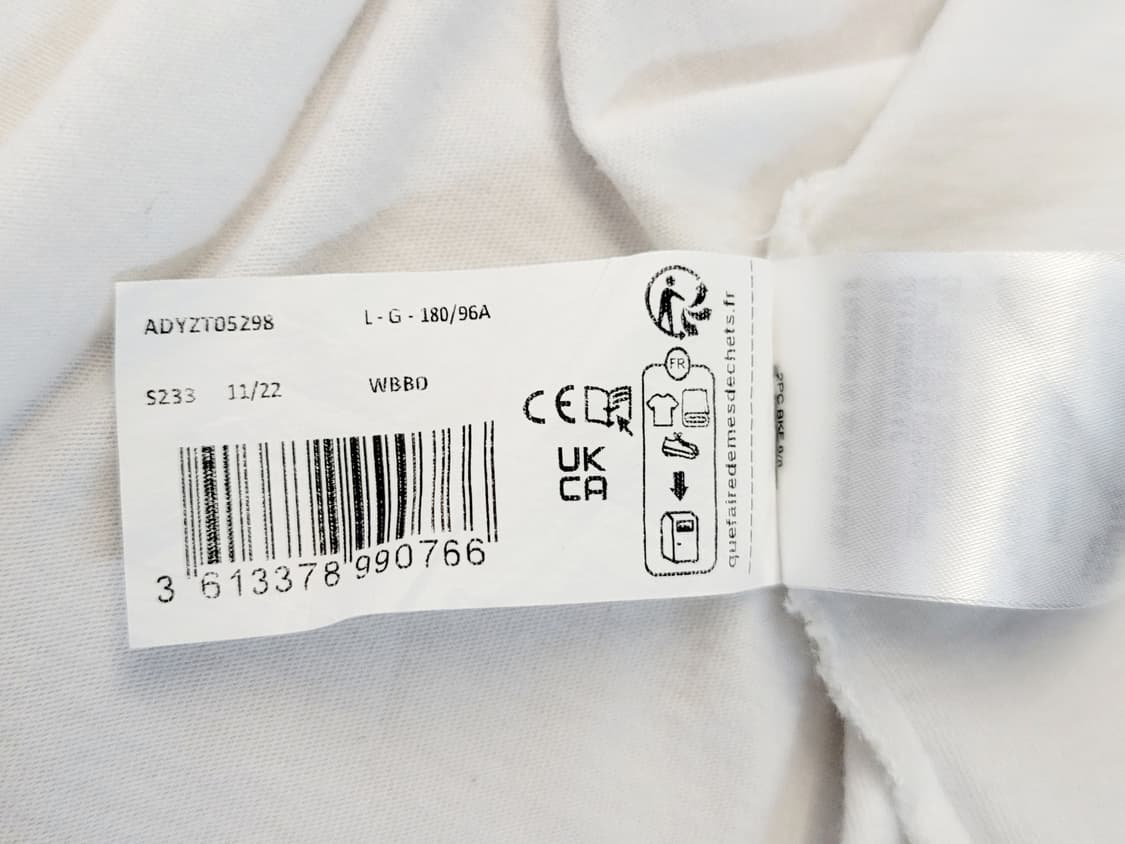 ADYZT05298 L - G - 180/96A
S233 11/22 WBB0
3 613378 990766
CE
UK
CA
FR
quefairedemesdechets.fr